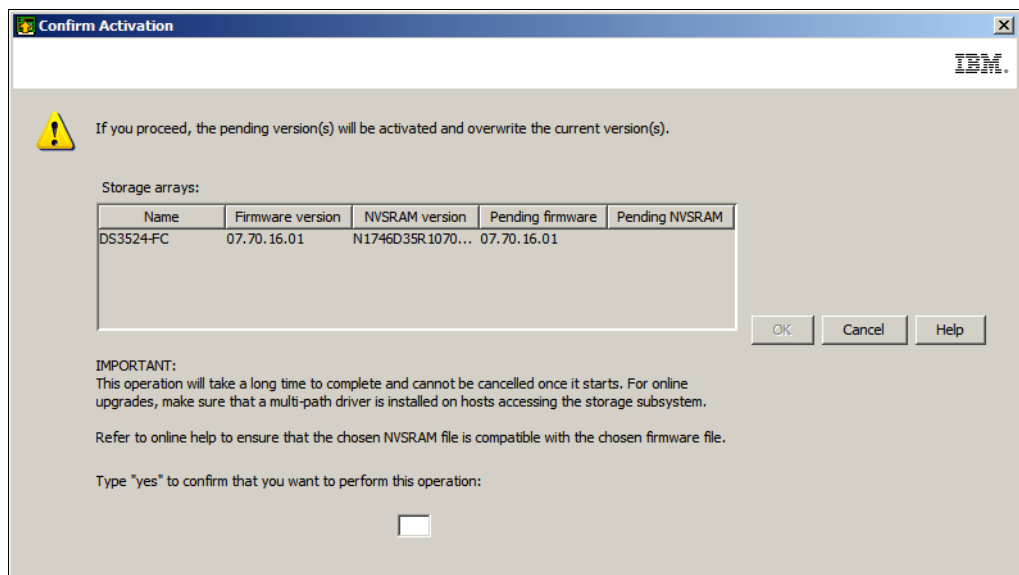 Confirm Activation
IBM.
If you proceed, the pending version(s) will be activated and overwrite the current version(s).
Storage arrays:
Name Firmware version NVSRAM version Pending firmware Pending NVSRAM
DS3524-FC 07.70.16.01 N1746D35R1070... 07.70.16.01
OK Cancel Help
IMPORTANT:
This operation will take a long time to complete and cannot be cancelled once it starts. For online
upgrades, make sure that a multi-path driver is installed on hosts accessing the storage subsystem.
Refer to online help to ensure that the chosen NVSRAM file is compatible with the chosen firmware file.
Type "yes" to confirm that you want to perform this operation: